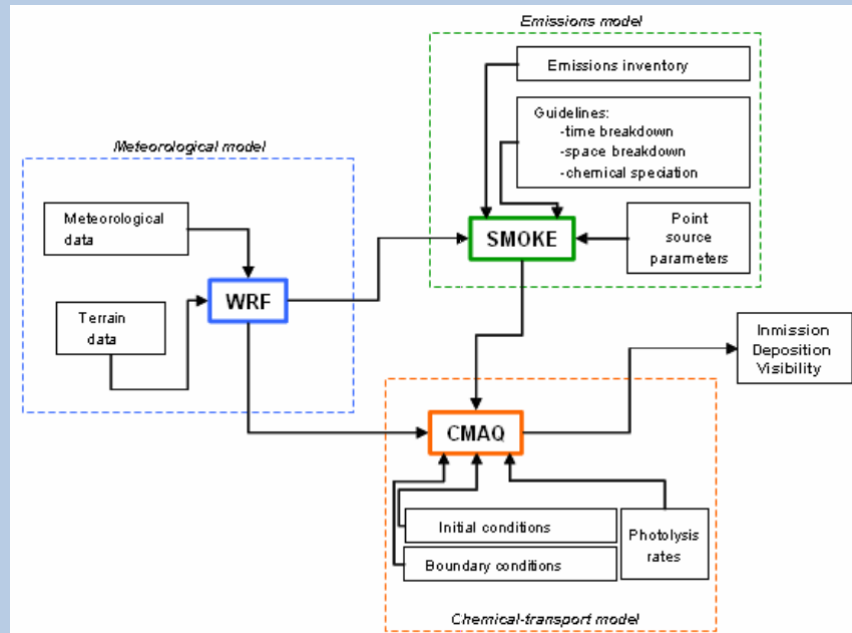 Emissions model
Emissions inventory
Guidelines:
-time breakdown
-space breakdown
-chemical speciation
Meteorological model
Meteorological
data
SMOKE
Point
source
parameters
WRF
Terrain
data
Inmission
Deposition
Visibility
CMAQ
Initial conditions
Boundary conditions
Photolysis
rates
Chemical-transport model